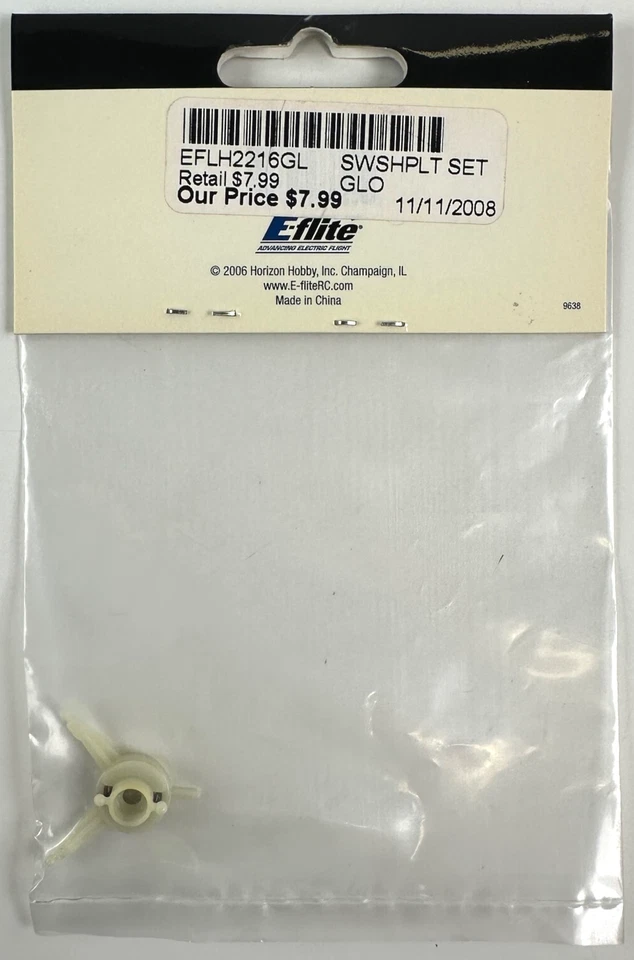 EFLH2216GL SWSHPLT SET
Retail $7.99 GLO
Our Price $7.99 11/11/2008
E-flite®
ADVANCING ELECTRIC FLIGHT
© 2006 Horizon Hobby, Inc. Champaign, IL
www.E-fliteRC.com
Made in China
9638